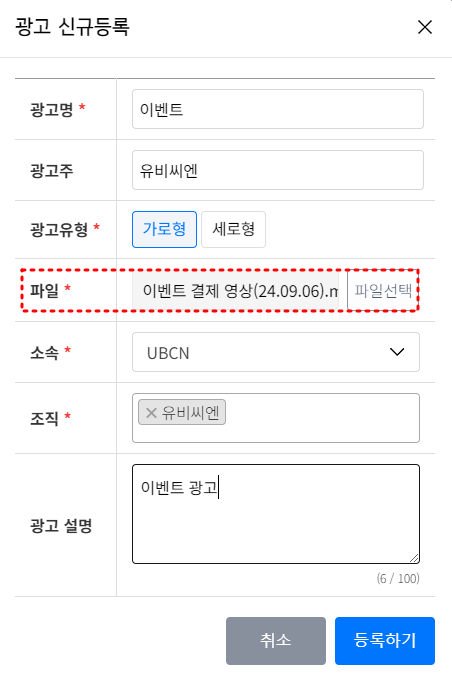 광고 신규등록
광고명 *
이벤트
광고주
유비씨엔
광고유형 *
가로형 세로형
파일 *
이벤트 결제 영상(24.09.06).m 파일선택
소속 *
UBCN
조직 *
× 유비씨엔
광고 설명
이벤트 광고
(6 / 100)
취소 등록하기